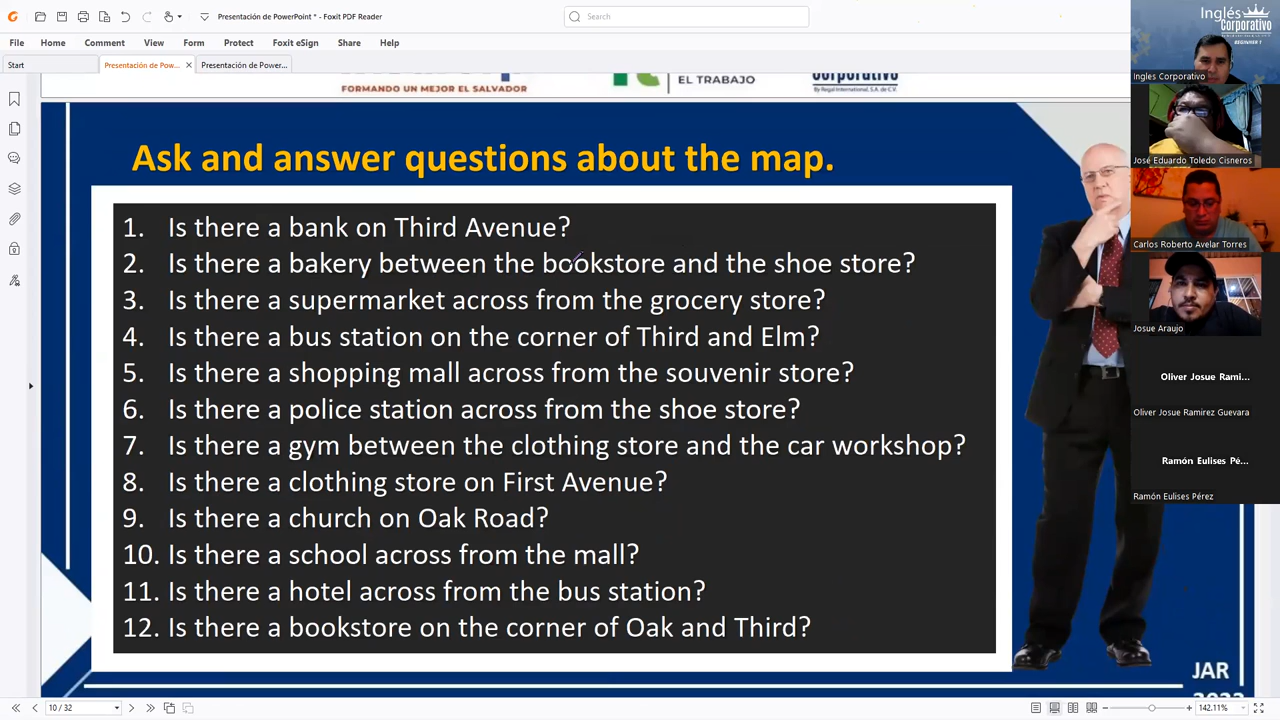 Presentación de PowerPoint * - Foxit PDF Reader
Search
File Home Comment View Form Protect Foxit eSign Share Help
Start
Presentación de Pow...
Presentación de Power...
FORMANDO UN MEJOR EL SALVADOR
EL TRABAJO
Corporativo
By Regal International, S.A. de C.V.
Ask and answer questions about the map.
1. Is there a bank on Third Avenue?
2. Is there a bakery between the bookstore and the shoe store?
3. Is there a supermarket across from the grocery store?
4. Is there a bus station on the corner of Third and Elm?
5. Is there a shopping mall across from the souvenir store?
6. Is there a police station across from the shoe store?
7. Is there a gym between the clothing store and the car workshop?
8. Is there a clothing store on First Avenue?
9. Is there a church on Oak Road?
10. Is there a school across from the mall?
11. Is there a hotel across from the bus station?
12. Is there a bookstore on the corner of Oak and Third?
JAR
Inglés
Corporativo
BEGINNER 1
Ingles Corporativo
José Eduardo Toledo Cisneros
Carlos Roberto Avelar Torres
Josue Araujo
Oliver Josue Rami...
Oliver Josue Ramirez Guevara
Ramón Eulises Pé...
Ramón Eulises Pérez
10 / 32
142.11%